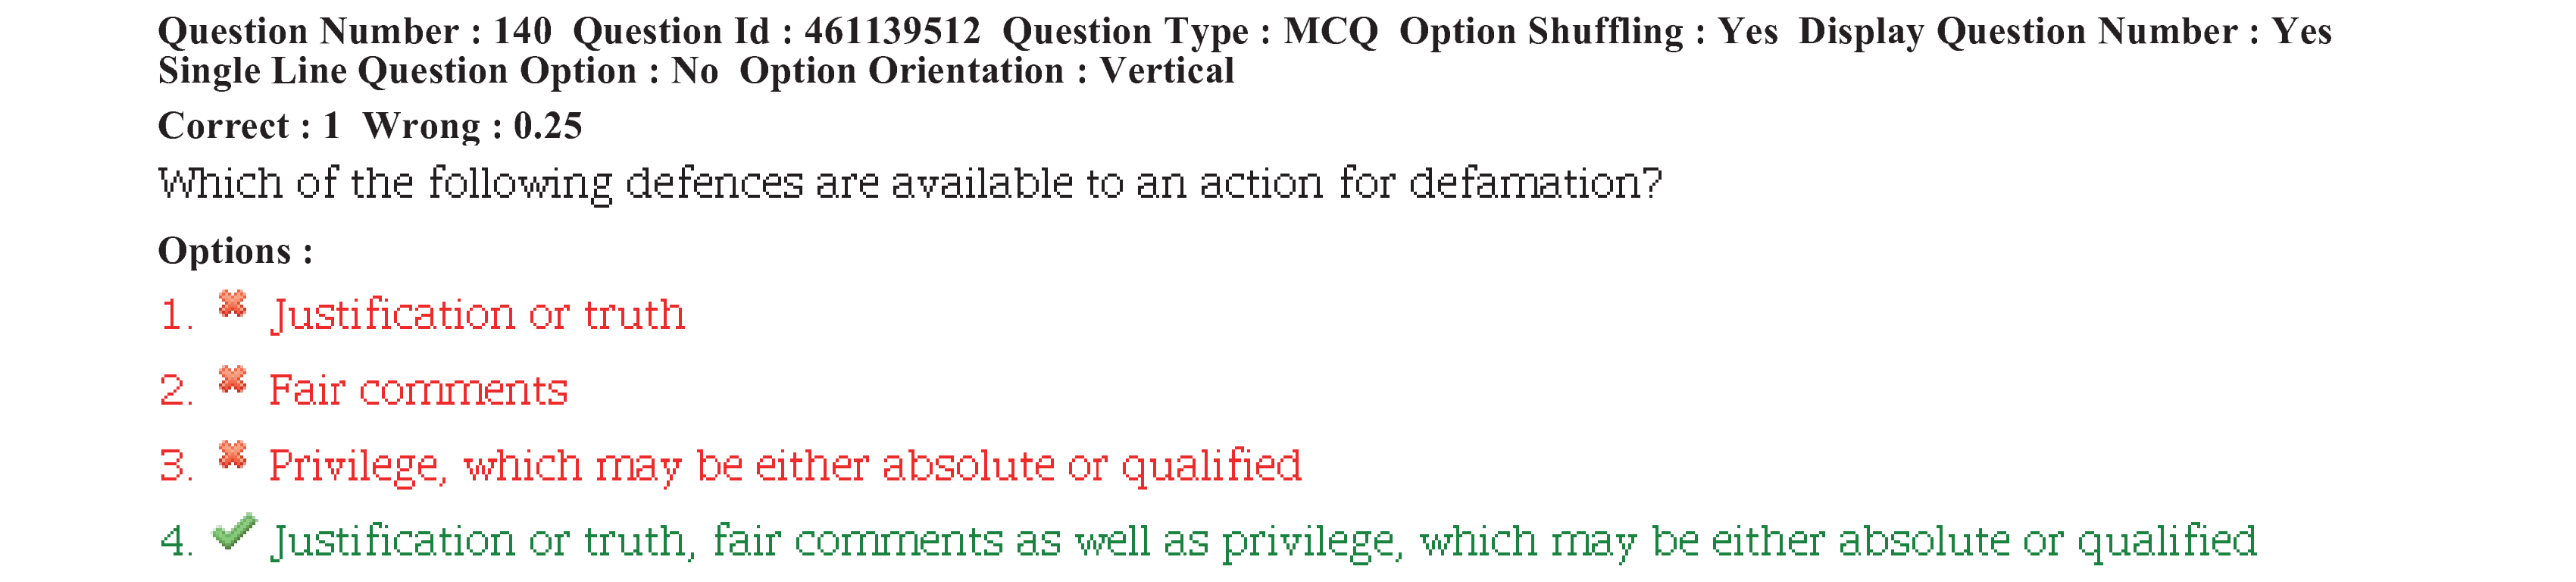 Question Number : 140 Question Id : 461139512 Question Type : MCQ Option Shuffling : Yes Display Question Number : Yes
Single Line Question Option : No Option Orientation : Vertical
Correct : 1 Wrong : 0.25
Which of the following defences are available to an action for defamation?
Options :
1. Justification or truth
2. Fair comments
3. Privilege, which may be either absolute or qualified
4. Justification or truth, fair comments as well as privilege, which may be either absolute or qualified